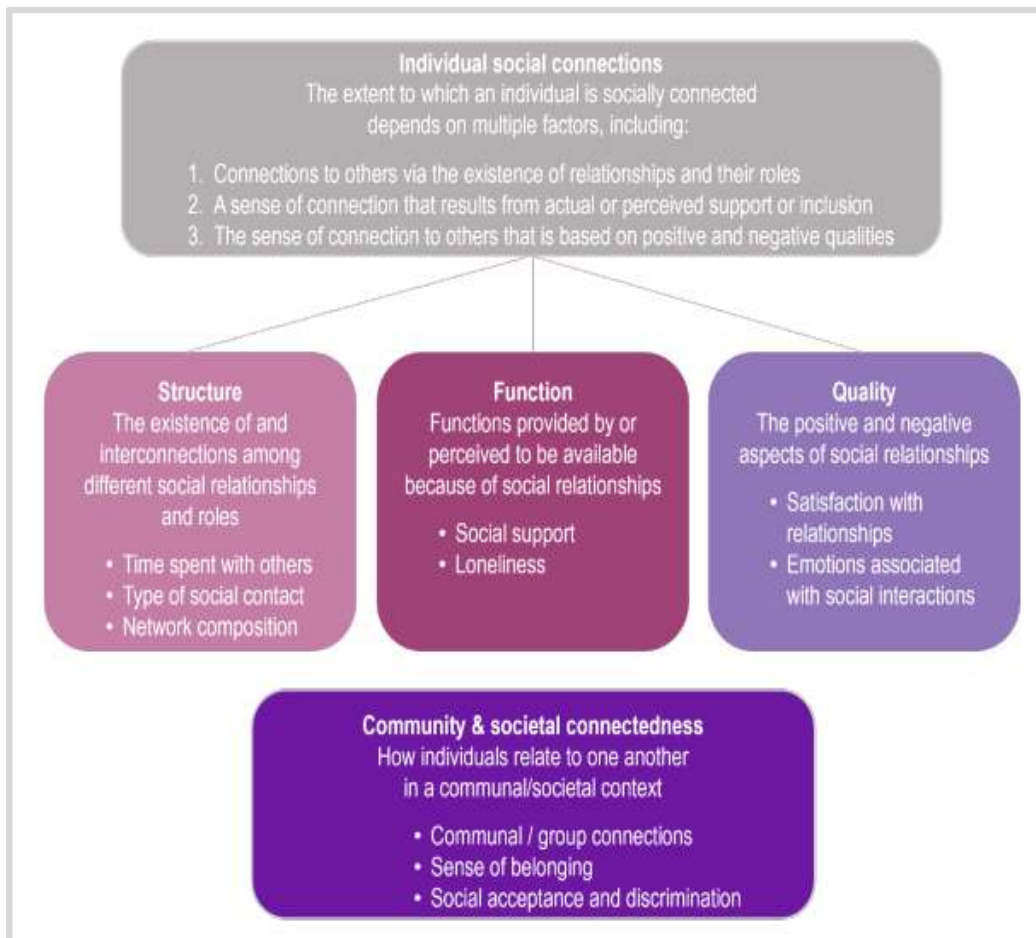 Individual social connections
The extent to which an individual is socially connected
depends on multiple factors, including:
1. Connections to others via the existence of relationships and their roles
2. A sense of connection that results from actual or perceived support or inclusion
3. The sense of connection to others that is based on positive and negative qualities
Structure
The existence of and
interconnections among
different social relationships
and roles
• Time spent with others
• Type of social contact
• Network composition
Function
Functions provided by or
perceived to be available
because of social relationships
• Social support
• Loneliness
Quality
The positive and negative
aspects of social relationships
• Satisfaction with
relationships
• Emotions associated
with social interactions
Community & societal connectedness
How individuals relate to one another
in a communal/societal context
• Communal / group connections
• Sense of belonging
• Social acceptance and discrimination